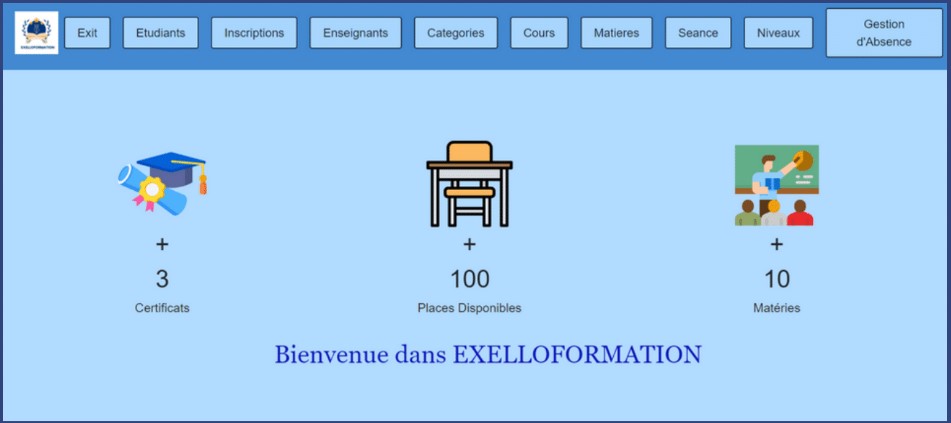 EXELLOFORMATION
Exit
Etudiants
Inscriptions
Enseignants
Categories
Cours
Matieres
Seance
Niveaux
Gestion
d'Absence
+
3
Certificats
+
100
Places Disponibles
+
10
Matéries
Bienvenue dans EXELLOFORMATION